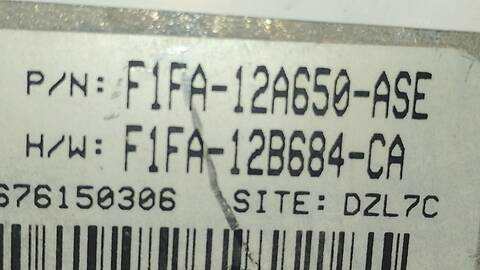 P/N: F1FA-12A650-ASE
H/W: F1FA-12B684-CA
676150306 SITE: DZL7C